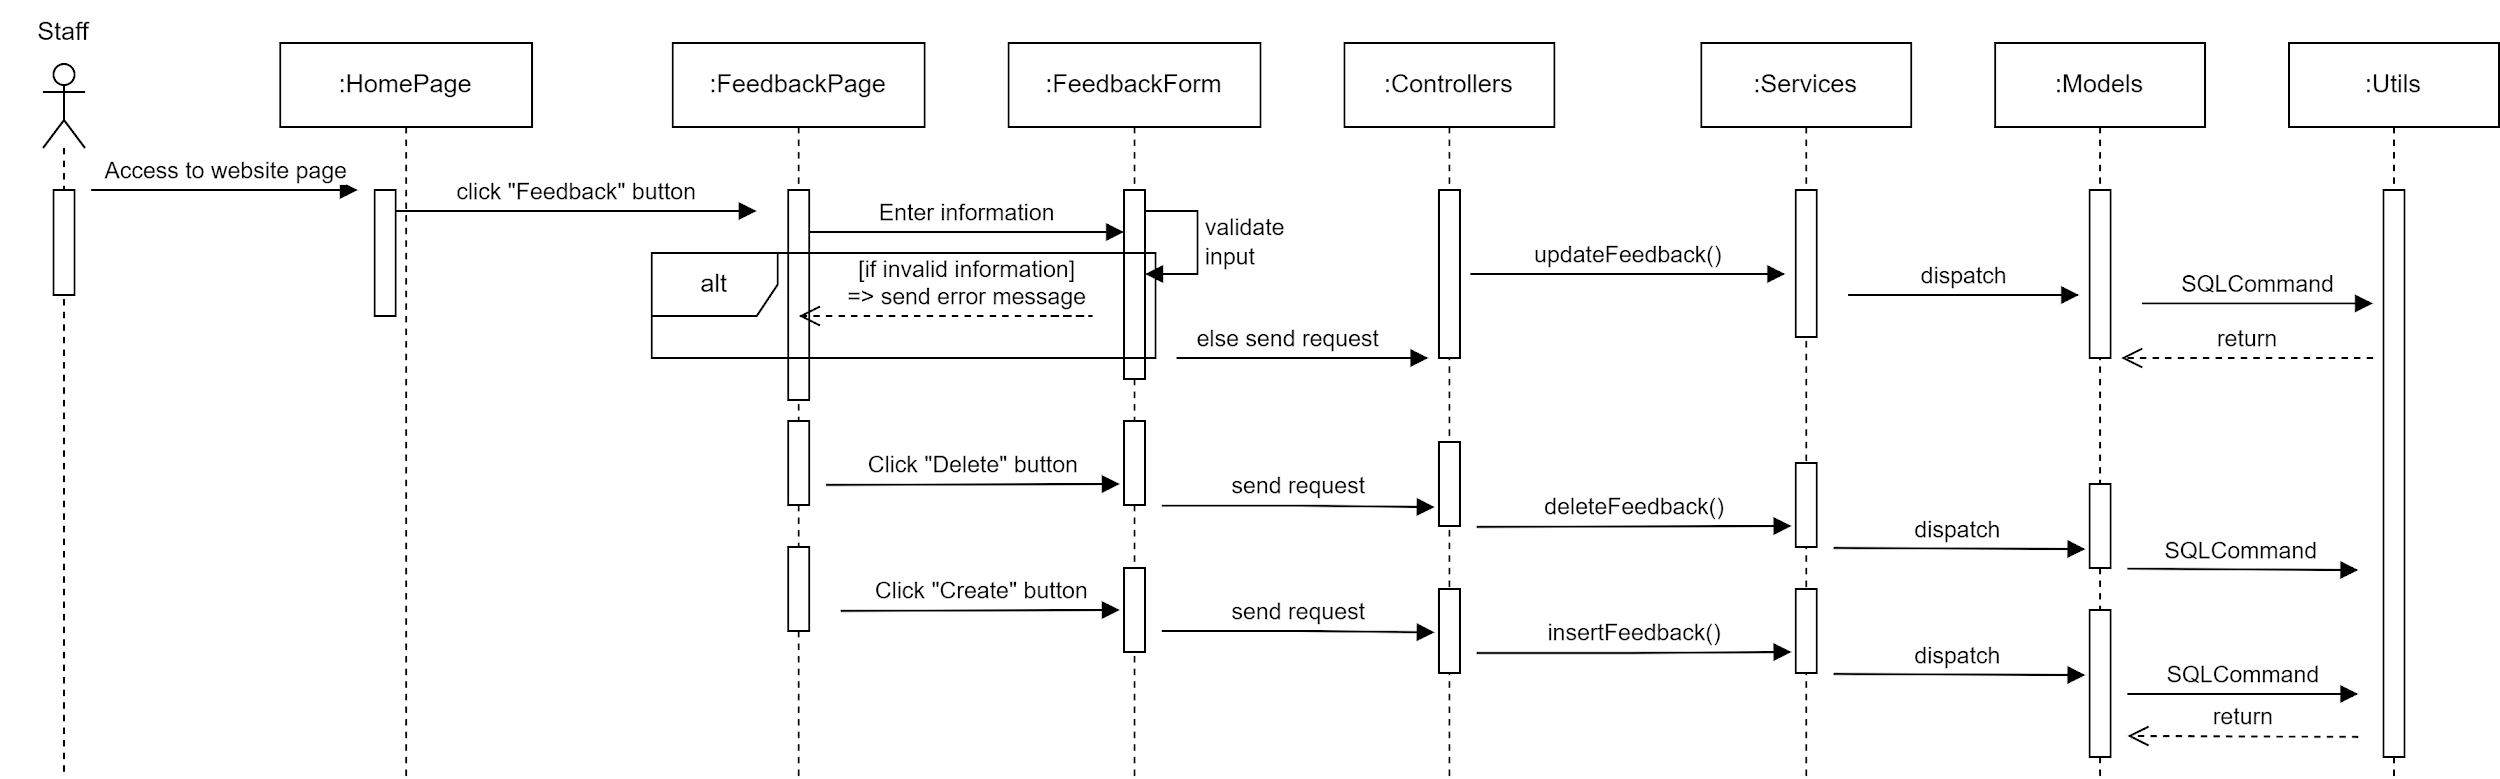 Staff
:HomePage
:FeedbackPage
:FeedbackForm
:Controllers
:Services
:Models
:Utils
Access to website page
click "Feedback" button
Enter information
validate
input
alt
[if invalid information]
=> send error message
updateFeedback()
dispatch
SQLCommand
else send request
return
Click "Delete" button
send request
deleteFeedback()
dispatch
SQLCommand
Click "Create" button
send request
insertFeedback()
dispatch
SQLCommand
return